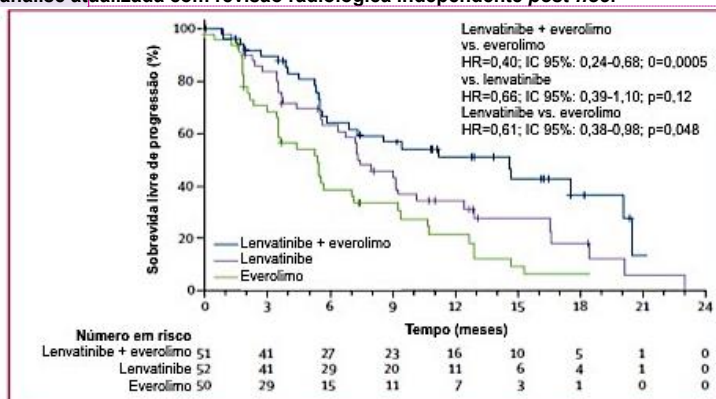 análise atualizada com revisão radiológica independente post-hoc.
Lenvatinibe + everolimo
vs. everolimo
HR=0,40; IC 95%: 0,24-0,68; 0=0,0005
vs. lenvatinibe
HR=0,66; IC 95%: 0,39-1,10; p=0,12
Lenvatinibe vs. everolimo
HR=0,61; IC 95%: 0,38-0,98; p=0,048
Sobrevida livre de progressão (%)
100
80
60
40
20
0
Lenvatinibe + everolimo
Lenvatinibe
Everolimo
0 3 6 9 12 15 18 21 24
Tempo (meses)
Número em risco
Lenvatinibe + everolimo 51 41 27 23 16 10 5 1 0
Lenvatinibe 52 41 29 20 11 6 4 1 0
Everolimo 50 29 15 11 7 3 1 0 0